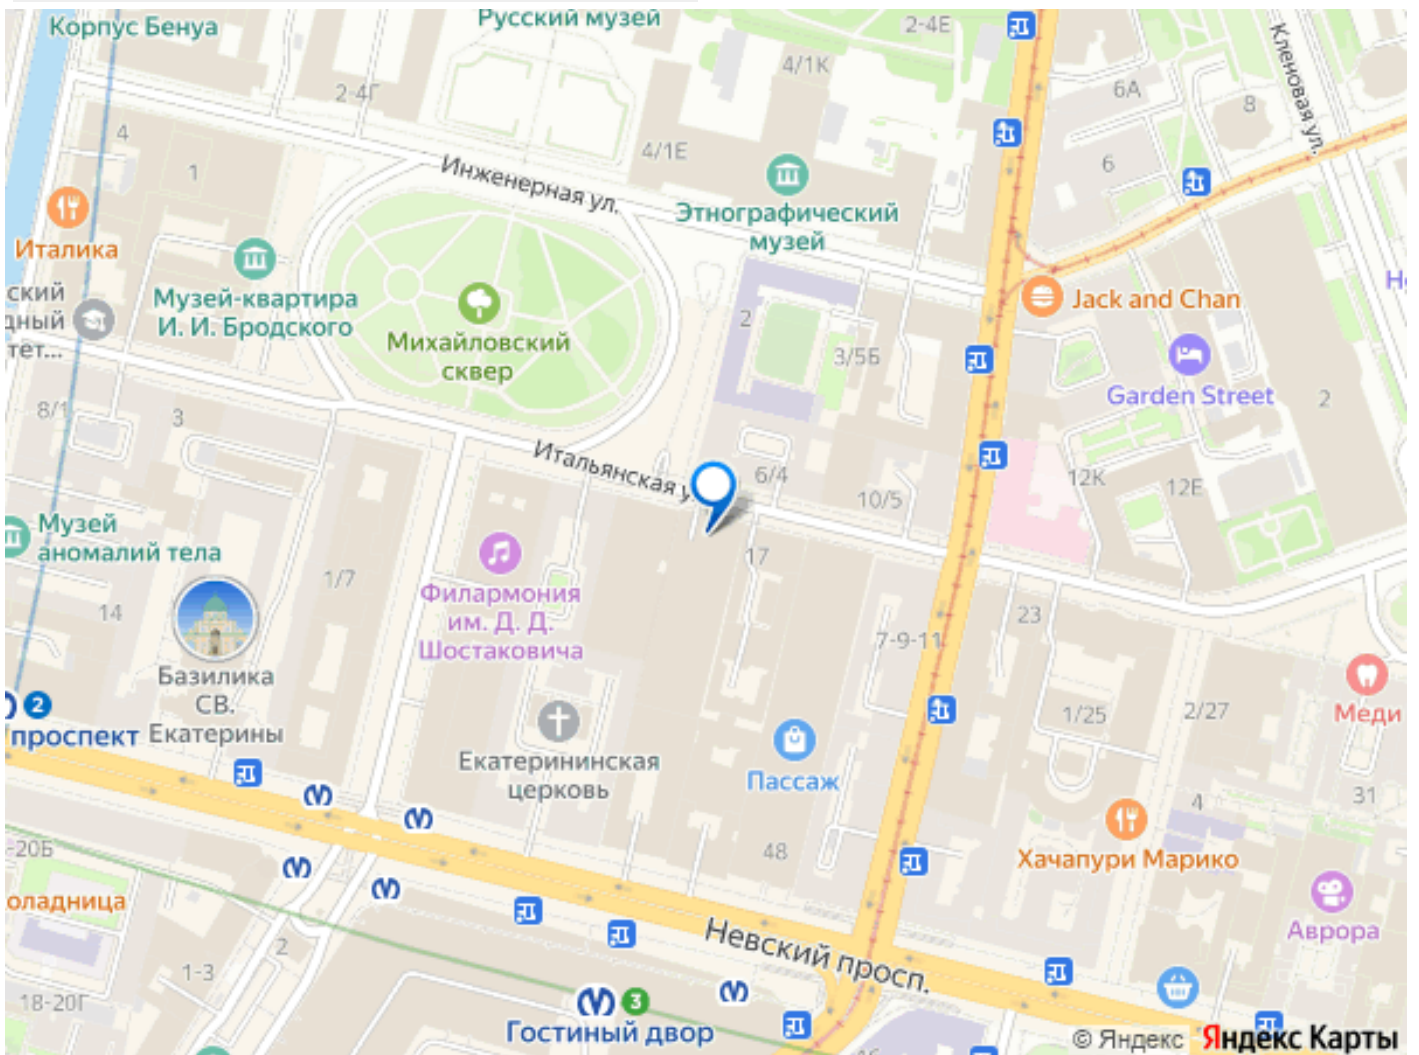 Корпус Бенуа
Русский музей
2-4Е
4/1К
6А
8
Кленовая ул.
2-4Г
4
1
4/1Е
6
Инженерная ул.
Этнографический
музей
Италика
Музей-квартира
И. И. Бродского
ский
дный
тет...
Михайловский
сквер
2
3/5Б
Jack and Chan
Garden Street
2
8/1
3
Итальянская у
6/4
10/5
12К
12Е
Музей
аномалий тела
1/7
14
Филармония
им. Д. Д.
Шостаковича
17
23
7-9-11
Базилика
СВ.
Екатерины
2
проспект
Екатерининская
церковь
Пассаж
1/25
2/27
Меди
31
4
48
Хачапури Марико
-20Б
оладница
2
1-3
18-20Г
Невский просп.
Аврора
3
Гостиный двор
© Яндекс Яндекс Карты